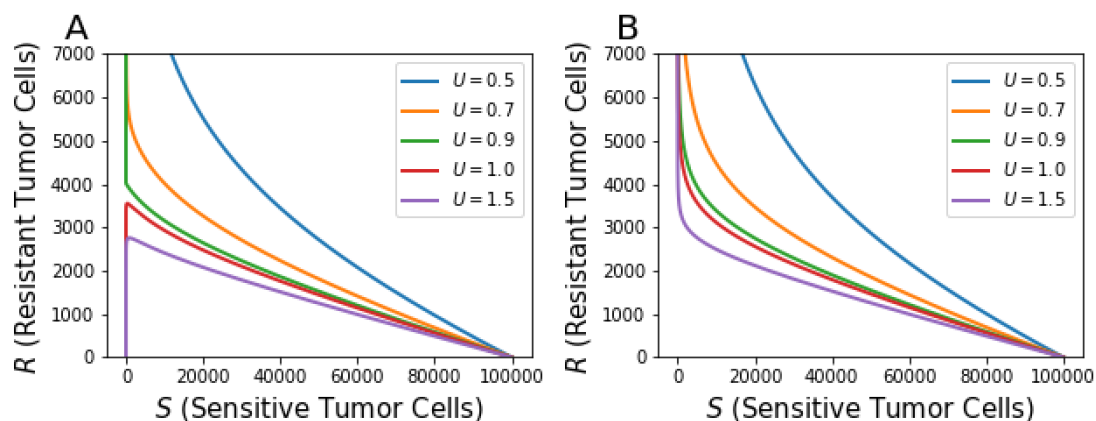 A
R (Resistant Tumor Cells)
7000
6000
5000
4000
3000
2000
1000
0
U = 0.5
U = 0.7
U = 0.9
U = 1.0
U = 1.5
0 20000 40000 60000 80000 100000
S (Sensitive Tumor Cells)
B
R (Resistant Tumor Cells)
7000
6000
5000
4000
3000
2000
1000
0
U = 0.5
U = 0.7
U = 0.9
U = 1.0
U = 1.5
0 20000 40000 60000 80000 100000
S (Sensitive Tumor Cells)